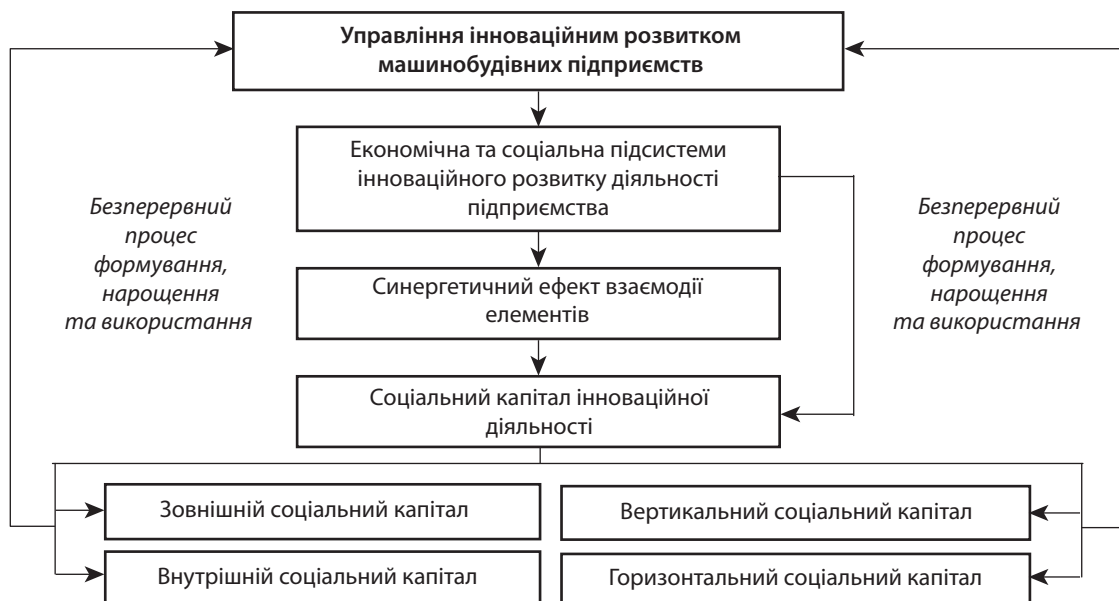 Управління інноваційним розвитком
машинобудівних підприємств
Економічна та соціальна підсистеми
інноваційного розвитку діяльності
підприємства
Безперервний
процес
формування,
нарощення
та використання
Безперервний
процес
формування,
нарощення
та використання
Синергетичний ефект взаємодії
елементів
Соціальний капітал інноваційної
діяльності
Зовнішній соціальний капітал
Вертикальний соціальний капітал
Внутрішній соціальний капітал
Горизонтальний соціальний капітал